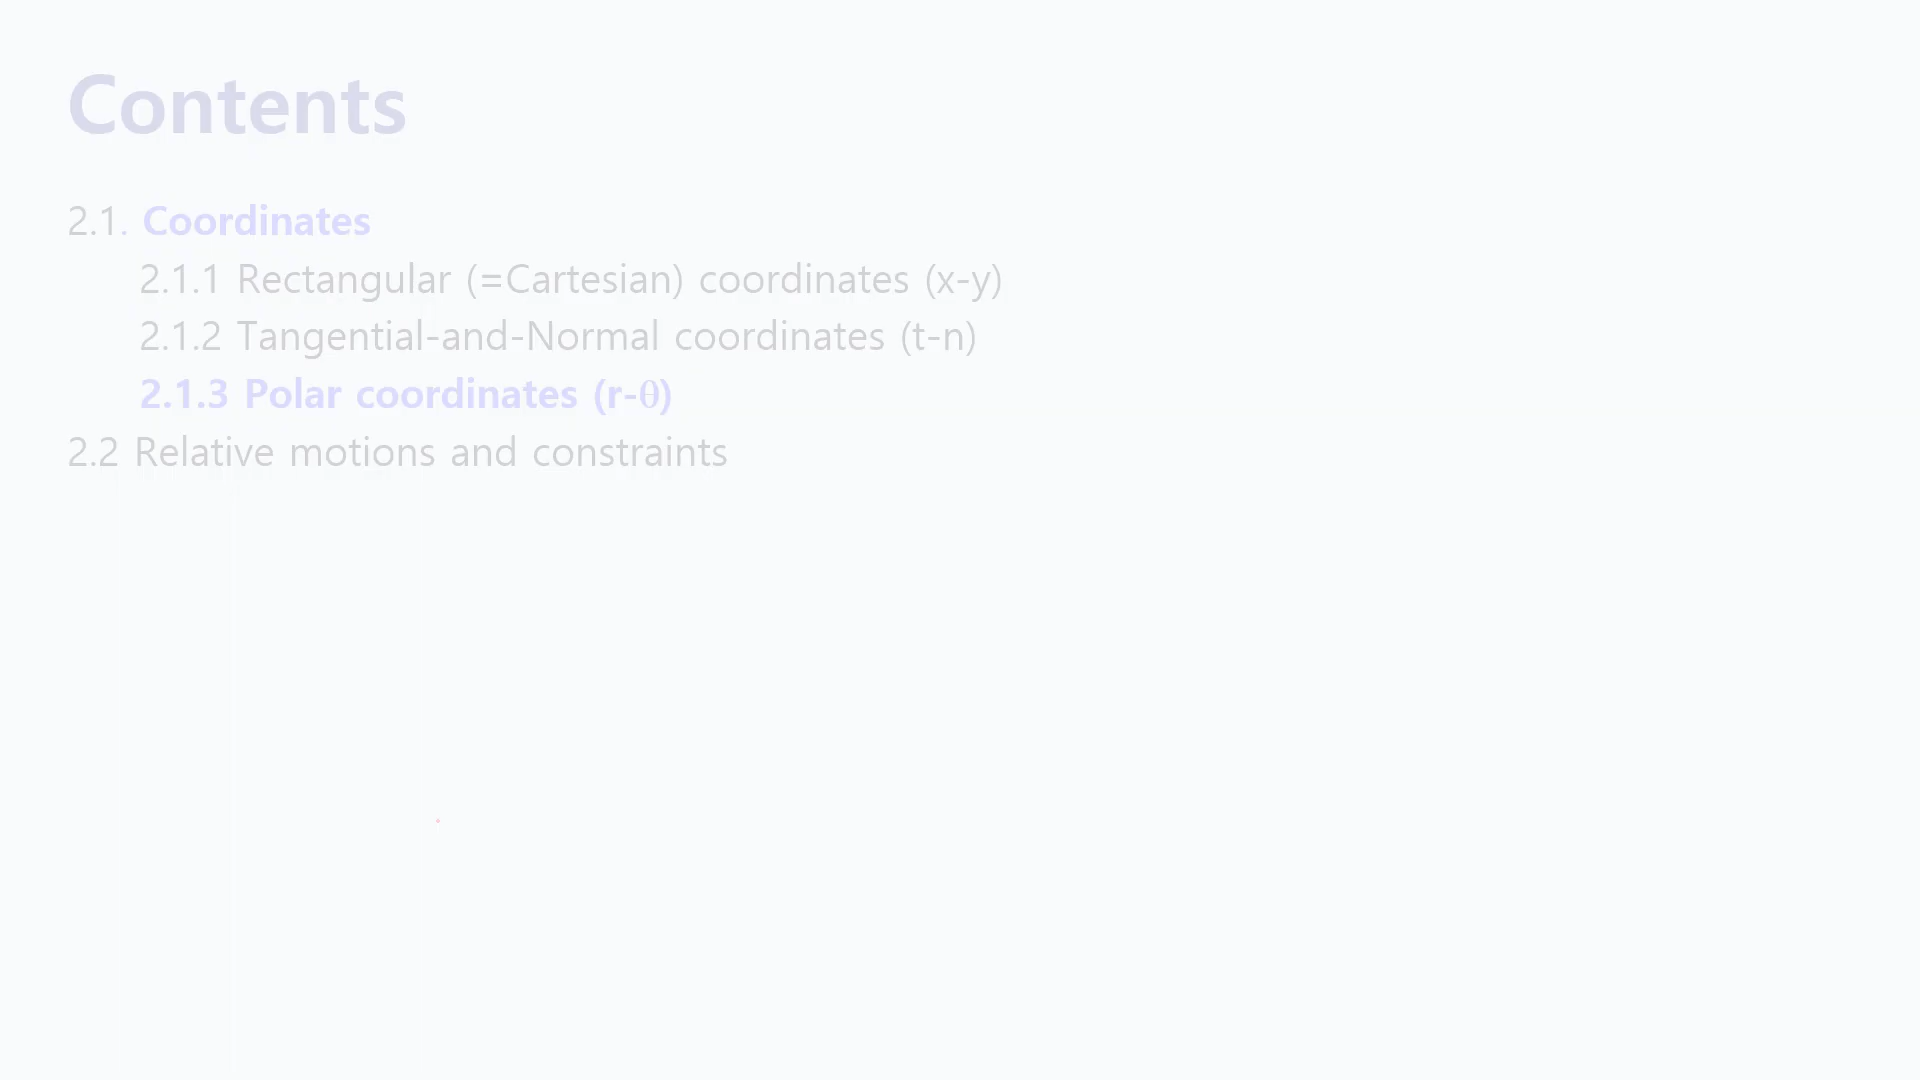 Contents
2.1. Coordinates
2.1.1 Rectangular (=Cartesian) coordinates (x-y)
2.1.2 Tangential-and-Normal coordinates (t-n)
2.1.3 Polar coordinates (r-θ)
2.2 Relative motions and constraints